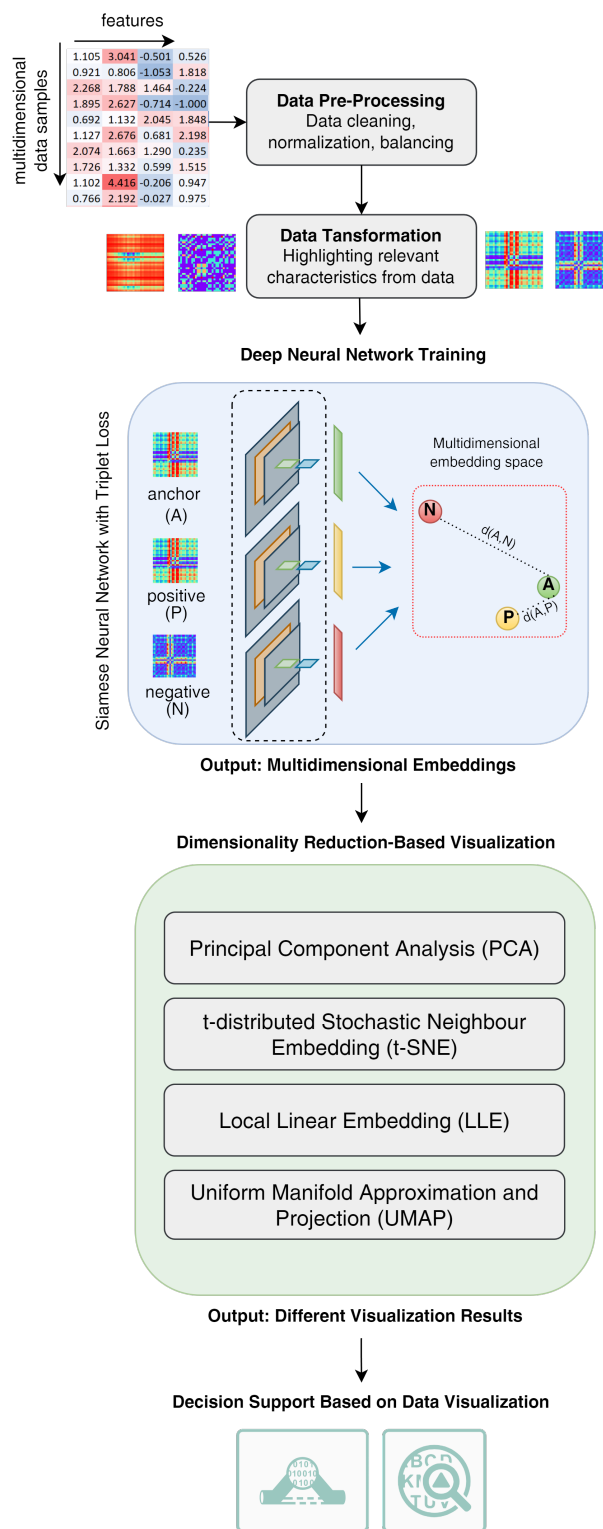 features
multidimensional
data samples
1.105 3.041 -0.501 0.526
0.921 0.806 -1.053 1.818
2.268 1.788 1.464 -0.224
1.895 2.627 -0.714 -1.000
0.692 1.132 2.045 1.848
1.127 2.676 0.681 2.198
2.074 1.663 1.290 0.235
1.726 1.332 0.599 1.515
1.102 4.416 -0.206 0.947
0.766 2.192 -0.027 0.975
Data Pre-Processing
Data cleaning,
normalization, balancing
Data Tansformation
Highlighting relevant
characteristics from data
Deep Neural Network Training
Siamese Neural Network with Triplet Loss
anchor
(A)
positive
(P)
negative
(N)
Multidimensional
embedding space
N
d(A,N)
A
P
d(A,P)
Output: Multidimensional Embeddings
Dimensionality Reduction-Based Visualization
Principal Component Analysis (PCA)
t-distributed Stochastic Neighbour
Embedding (t-SNE)
Local Linear Embedding (LLE)
Uniform Manifold Approximation and
Projection (UMAP)
Output: Different Visualization Results
Decision Support Based on Data Visualization
0101
010010
0100
BCD
TUV